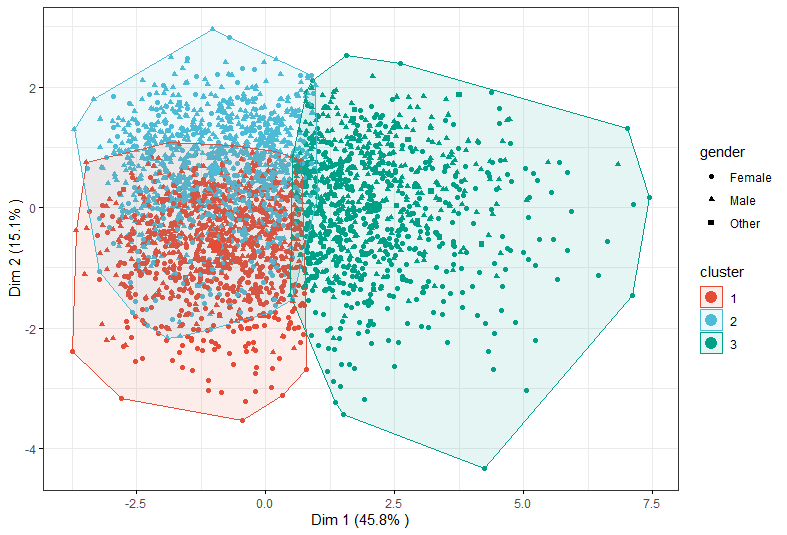 2
0
-2
-4
Dim 2 (15.1% )
-2.5
0.0
2.5
5.0
7.5
Dim 1 (45.8% )
gender
Female
Male
Other
cluster
1
2
3